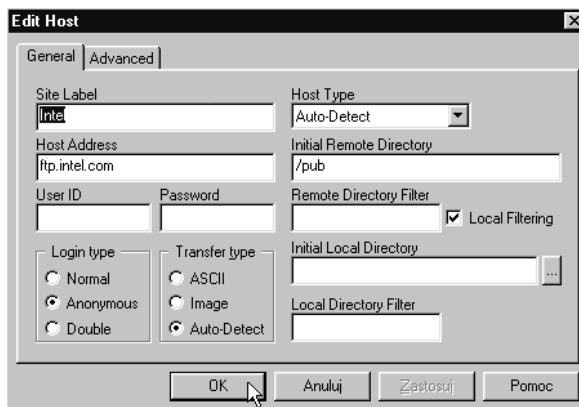 Edit Host
General Advanced
Site Label
Intel
Host Address
ftp.intel.com
User ID Password
Login type
Normal
Anonymous
Double
Transfer type
ASCII
Image
Auto-Detect
Host Type
Auto-Detect
Initial Remote Directory
/pub
Remote Directory Filter
Local Filtering
Initial Local Directory
...
Local Directory Filter
OK Anuluj Zastosuj Pomoc